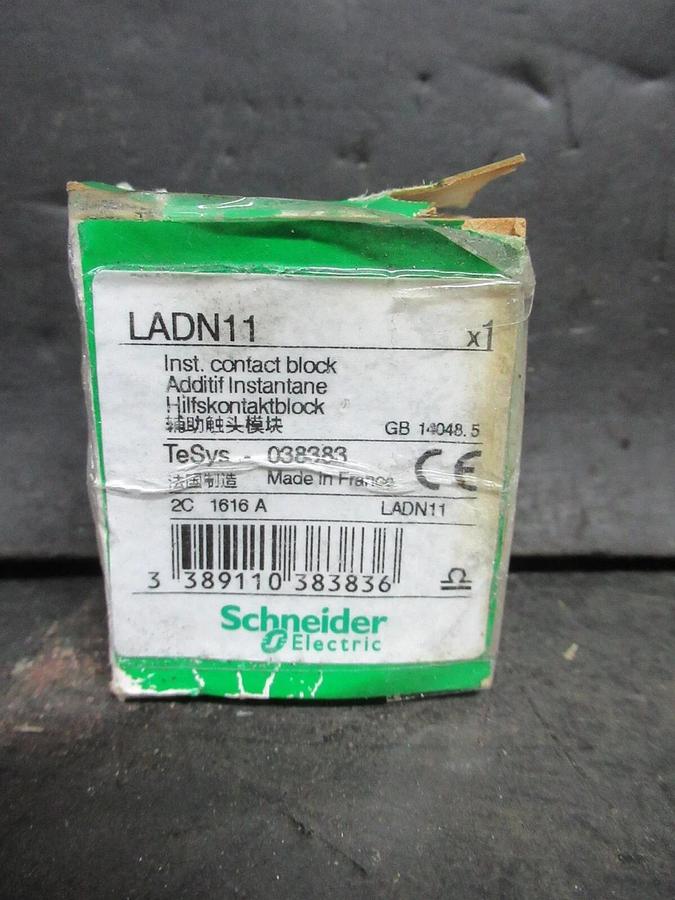 LADN11 x1
Inst. contact block
Additif Instantane
Hilfskontaktblock
辅助触头模块 GB 14048.5
TeSys - 038383
法国制造 Made in France CE
2C 1616 A LADN11
3 389110 383836
Schneider
Electric